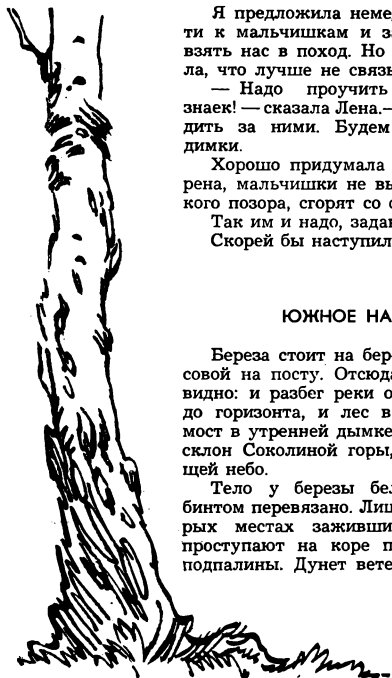 Я предложила неме
ти к мальчишкам и за
взять нас в поход. Но
ла, что лучше не связы
— Надо проучить
знаек! — сказала Лена.—
дить за ними. Будем
димки.
Хорошо придумала
рена, мальчишки не вы
кого позора, сгорят со с
Так им и надо, задав
Скорей бы наступил
ЮЖНОЕ НА
Береза стоит на бер
совой на посту. Отсюда
видно: и разбег реки о
до горизонта, и лес в
мост в утренней дымке
склон Соколиной горы,
щей небо.
Тело у березы бел
бинтом перевязано. Лиш
рых местах заживши
проступают на коре п
подпалины. Дунет вете